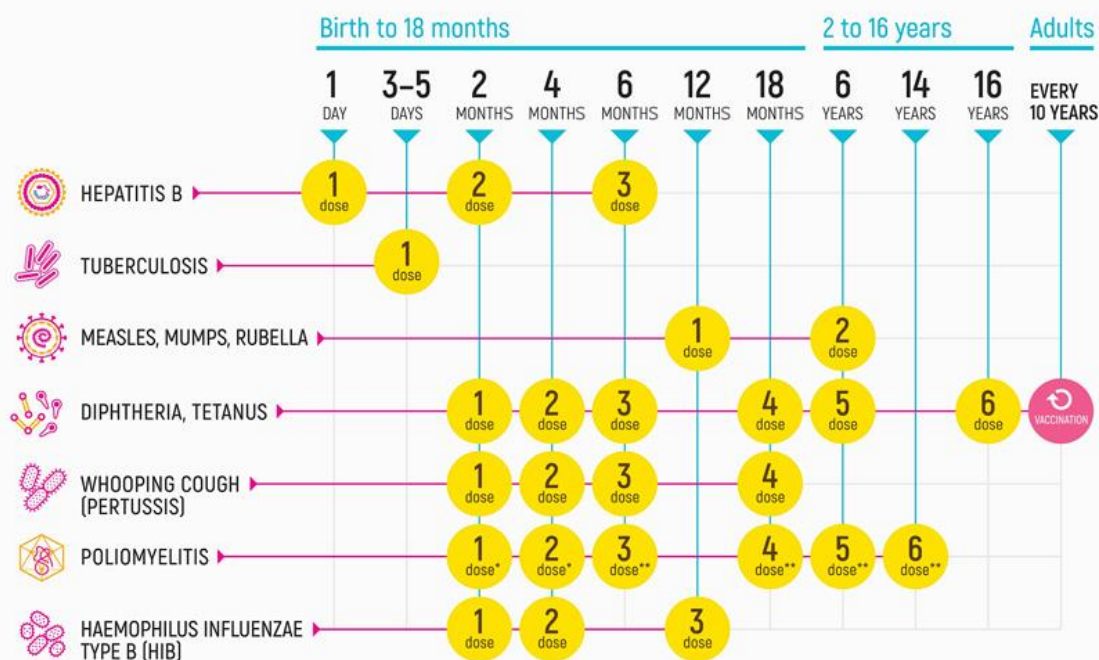 Birth to 18 months 2 to 16 years Adults
1 3–5 2 4 6 12 18 6 14 16 EVERY
DAY DAYS MONTHS MONTHS MONTHS MONTHS MONTHS YEARS YEARS YEARS 10 YEARS
HEPATITIS B 1 2 3
dose dose dose
TUBERCULOSIS 1
dose
MEASLES, MUMPS, RUBELLA 1 2
dose dose
DIPHTHERIA, TETANUS 1 2 3 4 5 6
dose dose dose dose dose dose VACCINATION
WHOOPING COUGH 1 2 3 4
(PERTUSSIS) dose dose dose dose
POLIOMYELITIS 1 2 3 4 5 6
dose* dose* dose** dose** dose** dose**
HAEMOPHILUS INFLUENZAE 1 2 3
TYPE B (HIB) dose dose dose